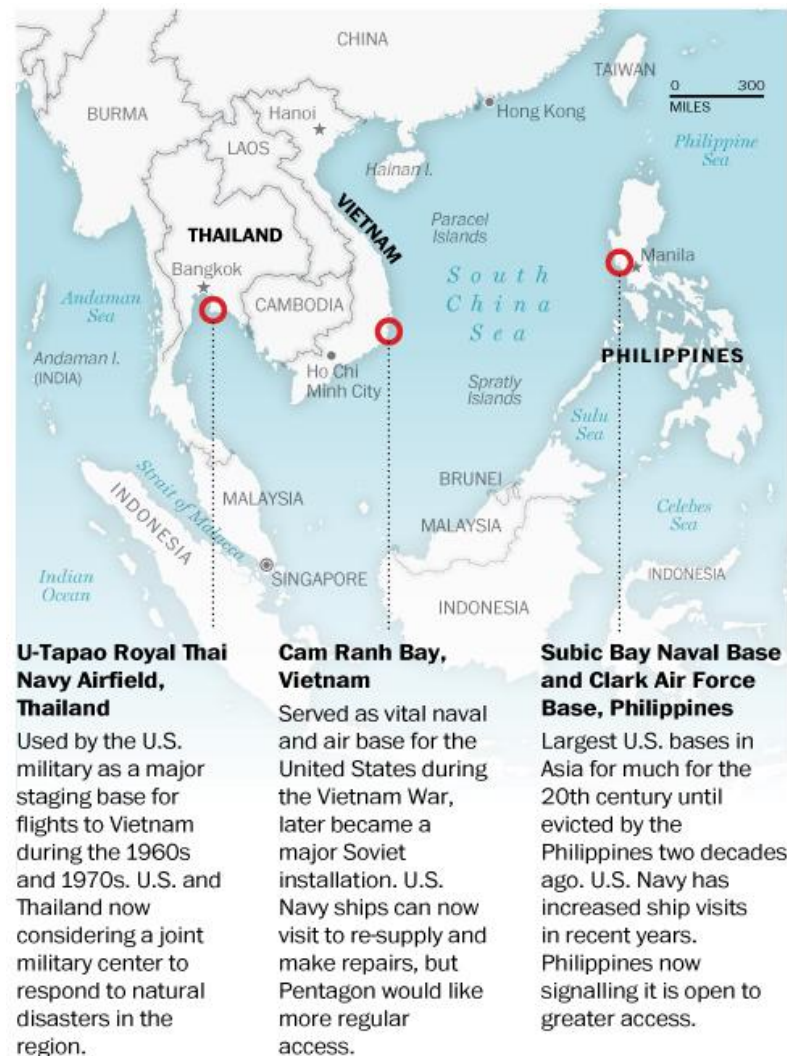 CHINA
TAIWAN
0 300
MILES
BURMA
Hanoi
Hong Kong
LAOS
Philippine
Sea
Hainan I.
VIETNAM
Paracel
Islands
THAILAND
Bangkok
Manila
South
China
Sea
Andaman
Sea
CAMBODIA
Andaman I.
(INDIA)
Ho Chi
Minh City
PHILIPPINES
Spratly
Islands
Sulu
Sea
Strait of Malacca
BRUNEI
INDONESIA
MALAYSIA
MALAYSIA
Celebes
Sea
Indian
Ocean
SINGAPORE
INDONESIA
INDONESIA
U-Tapao Royal Thai
Navy Airfield,
Thailand
Used by the U.S.
military as a major
staging base for
flights to Vietnam
during the 1960s
and 1970s. U.S. and
Thailand now
considering a joint
military center to
respond to natural
disasters in the
region.
Cam Ranh Bay,
Vietnam
Served as vital naval
and air base for the
United States during
the Vietnam War,
later became a
major Soviet
installation. U.S.
Navy ships can now
visit to re-supply and
make repairs, but
Pentagon would like
more regular
access.
Subic Bay Naval Base
and Clark Air Force
Base, Philippines
Largest U.S. bases in
Asia for much for the
20th century until
evicted by the
Philippines two decades
ago. U.S. Navy has
increased ship visits
in recent years.
Philippines now
signalling it is open to
greater access.